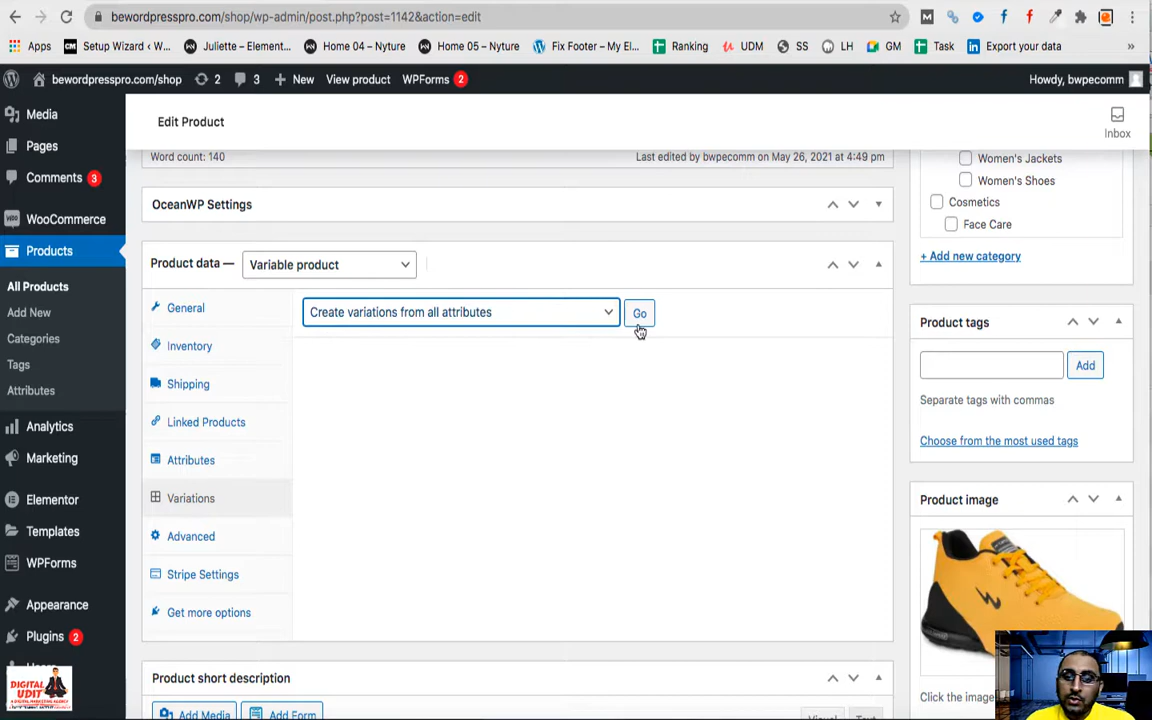 bewordpresspro.com/shop/wp-admin/post.php?post=1142&action=edit
Apps
CM Setup Wizard ‹ W...
Juliette – Element...
Home 04 – Nyture
Home 05 – Nyture
Fix Footer – My El...
Ranking
UDM
SS
LH
GM
Task
Export your data
»
bewordpresspro.com/shop
2
3
New
View product
WPForms 2
Howdy, bwpecomm
Media
Pages
Comments 3
WooCommerce
Products
All Products
Add New
Categories
Tags
Attributes
Analytics
Marketing
Elementor
Templates
WPForms
Appearance
Plugins 2
DIGITAL
UDIT
Edit Product
Inbox
Word count: 140
Last edited by bwpecomm on May 26, 2021 at 4:49 pm
OceanWP Settings
Product data —
Variable product
General
Inventory
Shipping
Linked Products
Attributes
Variations
Advanced
Stripe Settings
Get more options
Create variations from all attributes
Go
Product short description
Add Media
Add Form
Visual
Text
Women's Jackets
Women's Shoes
Cosmetics
Face Care
+ Add new category
Product tags
Add
Separate tags with commas
Choose from the most used tags
Product image
Click the image